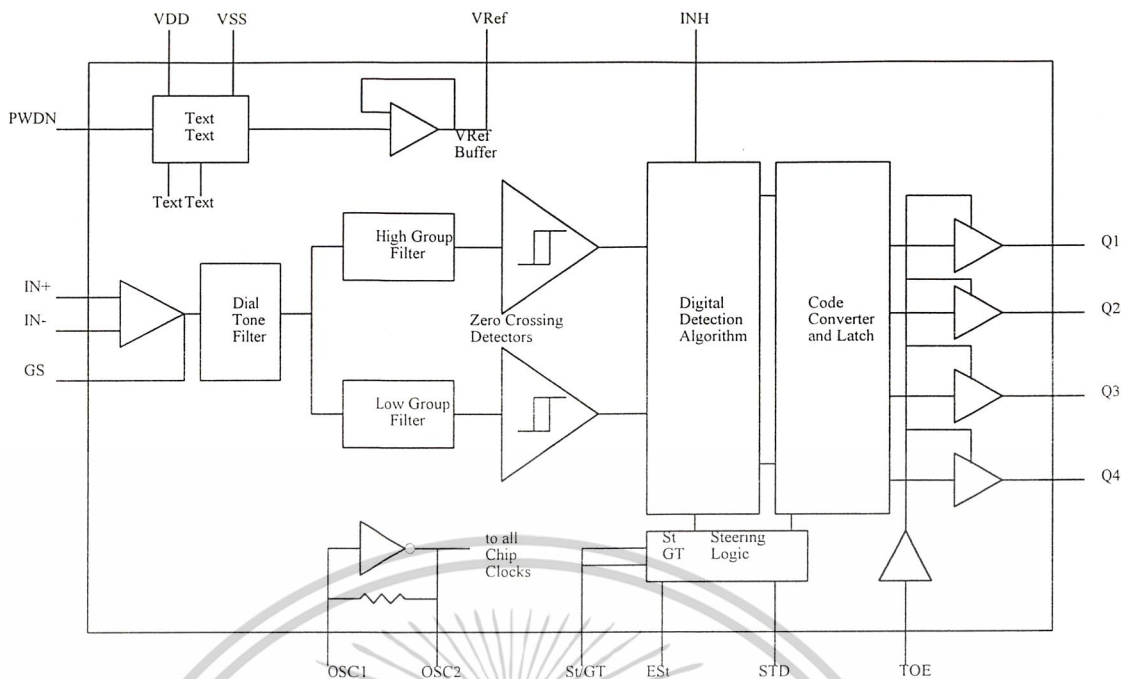 VDD VSS VRef INH
PWDN
Text
Text
VRef
Buffer
Text Text
High Group
Filter
Q1
IN+
Dial
Tone
Filter
IN-
Zero Crossing
Detectors
Digital
Detection
Algorithm
Code
Converter
and Latch
Q2
GS
Low Group
Filter
Q3
Q4
to all
Chip
Clocks
St Steering
GT Logic
OSC1 OSC2 St/GT ESt STD TOE